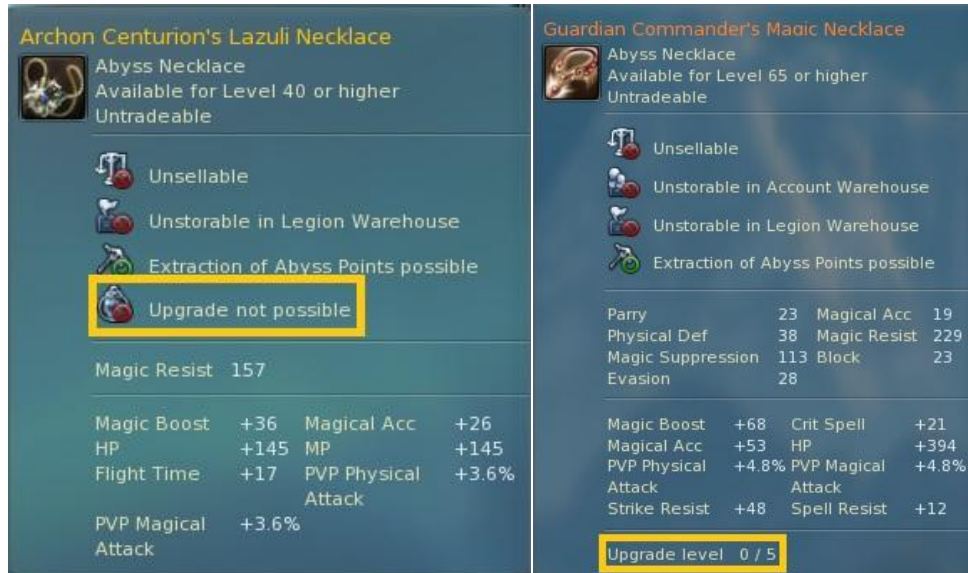 Archon Centurion's Lazuli Necklace
Abyss Necklace
Available for Level 40 or higher
Untradeable
Unsellable
Unstorable in Legion Warehouse
Extraction of Abyss Points possible
Upgrade not possible
Magic Resist 157
Magic Boost +36 Magical Acc +26
HP +145 MP +145
Flight Time +17 PVP Physical +3.6%
Attack
PVP Magical +3.6%
Attack
Guardian Commander's Magic Necklace
Abyss Necklace
Available for Level 65 or higher
Untradeable
Unsellable
Unstorable in Account Warehouse
Unstorable in Legion Warehouse
Extraction of Abyss Points possible
Parry 23 Magical Acc 19
Physical Def 38 Magic Resist 229
Magic Suppression 113 Block 23
Evasion 28
Magic Boost +68 Crit Spell +21
Magical Acc +53 HP +394
PVP Physical +4.8% PVP Magical +4.8%
Attack Attack
Strike Resist +48 Spell Resist +12
Upgrade level 0 / 5